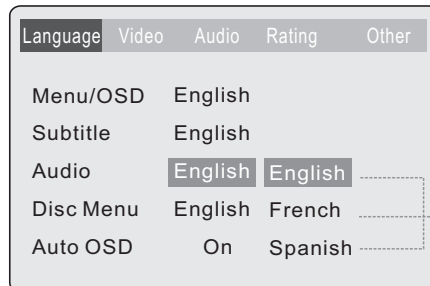 Language Video Audio Rating Other
Menu/OSD English
Subtitle English
Audio English English
Disc Menu English French
Auto OSD On Spanish